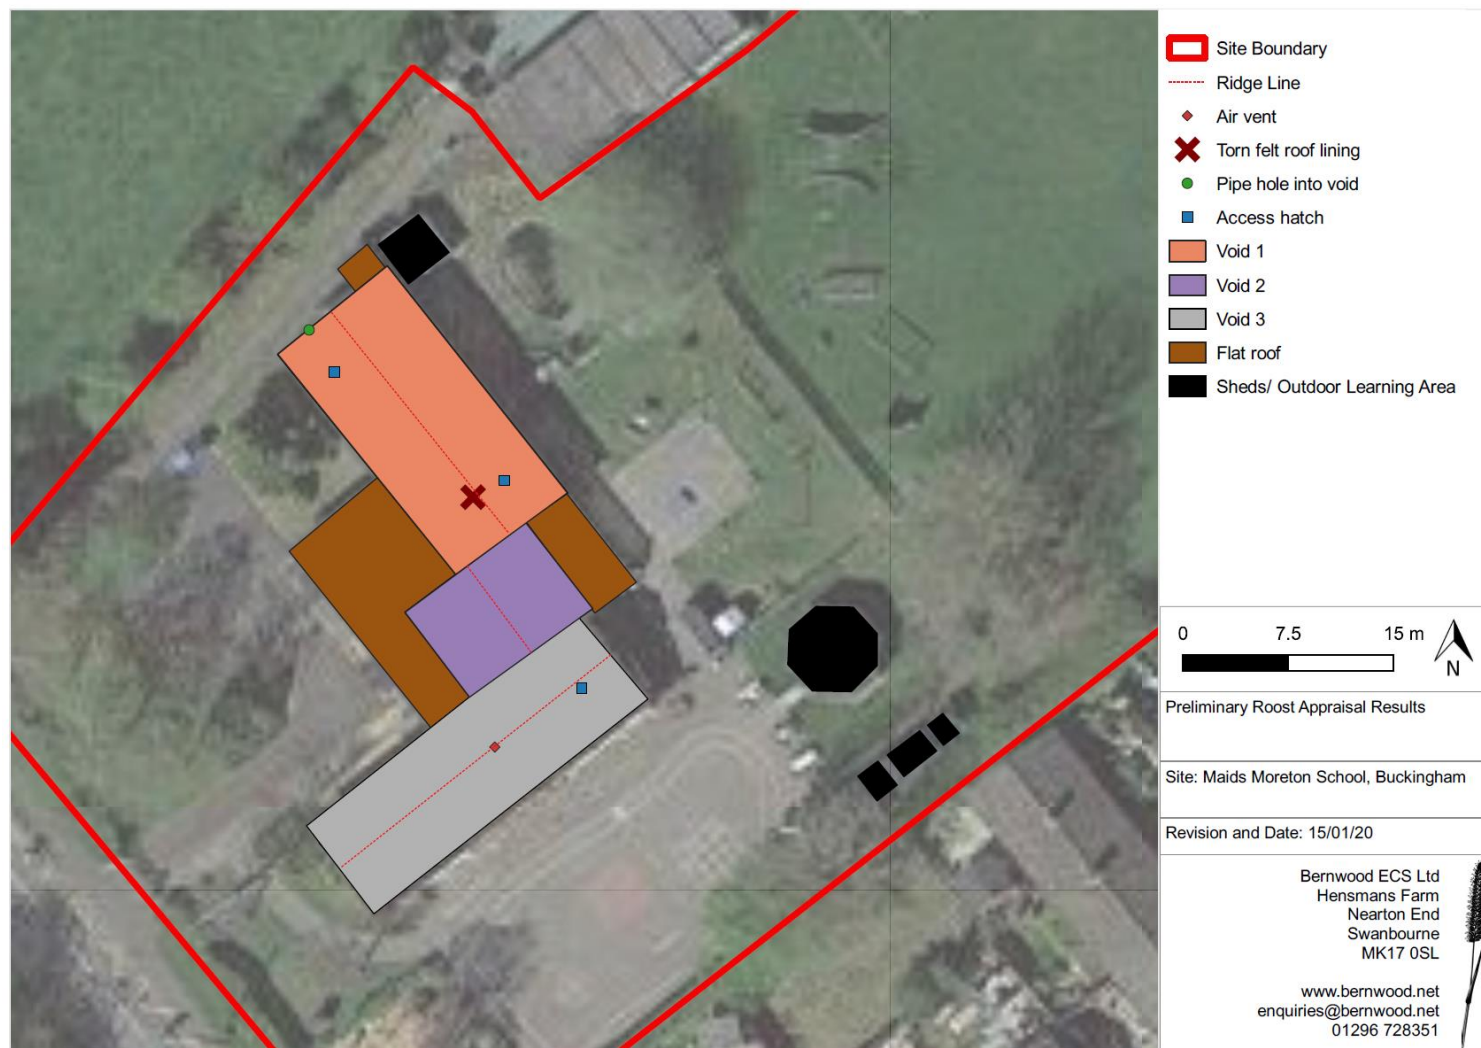 Site Boundary
Ridge Line
Air vent
Torn felt roof lining
Pipe hole into void
Access hatch
Void 1
Void 2
Void 3
Flat roof
Sheds/ Outdoor Learning Area
0 7.5 15 m
N
Preliminary Roost Appraisal Results
Site: Maids Moreton School, Buckingham
Revision and Date: 15/01/20
Bernwood ECS Ltd
Hensmans Farm
Nearton End
Swanbourne
MK17 0SL
www.bernwood.net
enquiries@bernwood.net
01296 728351